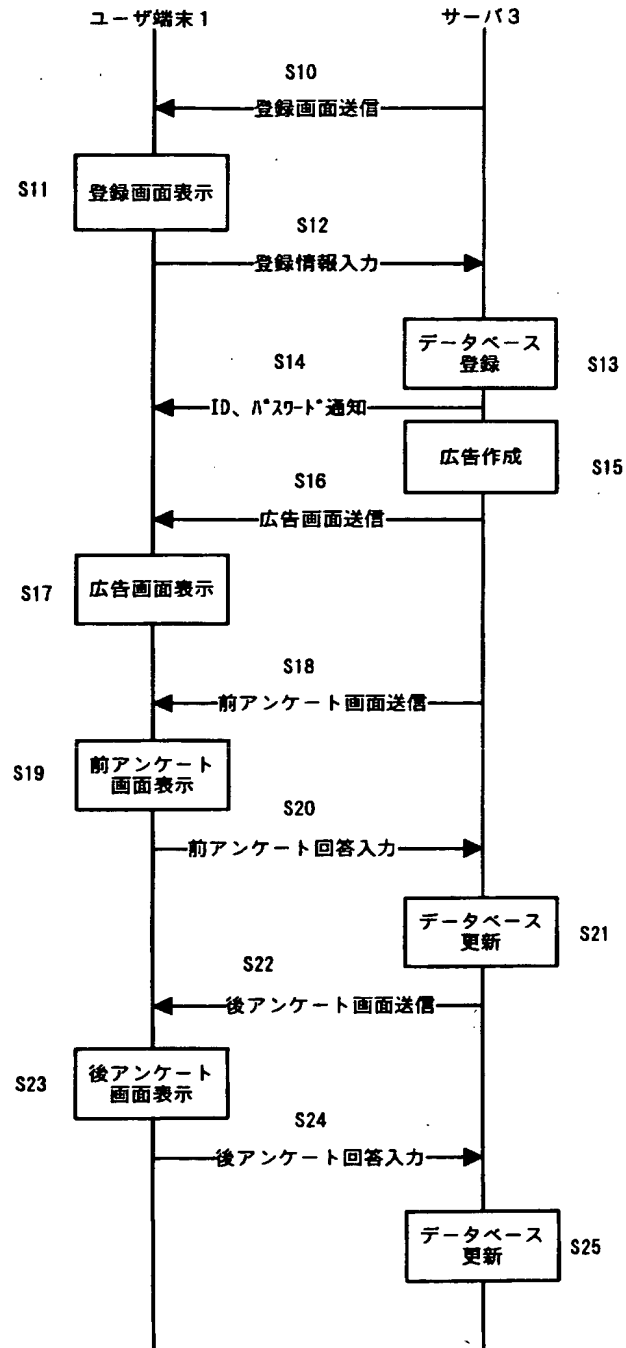 ユーザ端末1
サーバ3
S10
登録画面送信
S11
登録画面表示
S12
登録情報入力
データベース
登録
S13
S14
ID、ﾊﾟｽﾜｰﾄﾞ通知
広告作成
S15
S16
広告画面送信
S17
広告画面表示
S18
前アンケート画面送信
S19
前アンケート
画面表示
S20
前アンケート回答入力
データベース
更新
S21
S22
後アンケート画面送信
S23
後アンケート
画面表示
S24
後アンケート回答入力
データベース
更新
S25